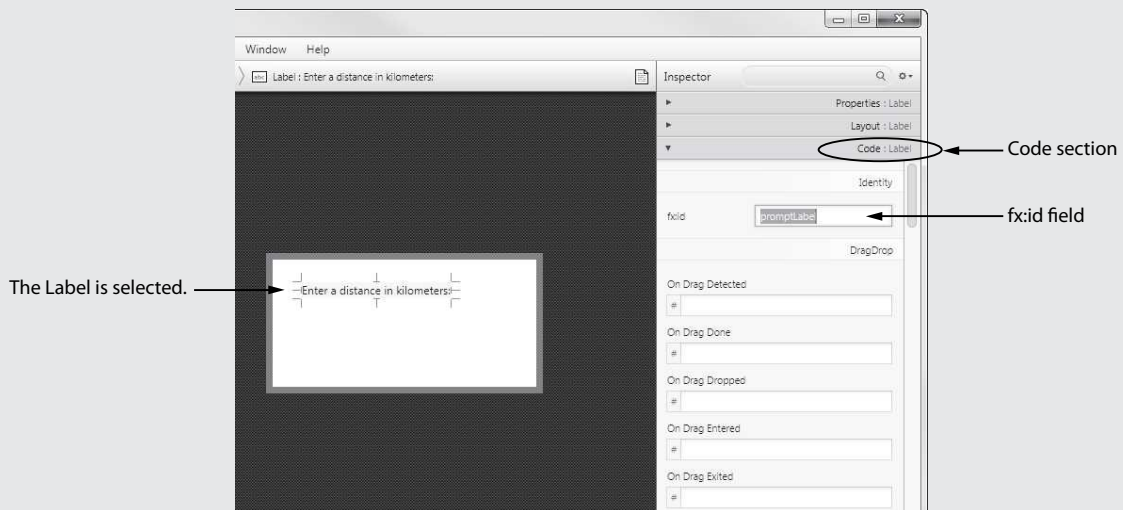 Window Help
abc Label : Enter a distance in kilometers:
Inspector
Properties : Label
Layout : Label
Code : Label
Code section
Identity
fx:id
promptLabel
fx:id field
DragDrop
The Label is selected.
Enter a distance in kilometers:
On Drag Detected
#
On Drag Done
#
On Drag Dropped
#
On Drag Entered
#
On Drag Exited
#